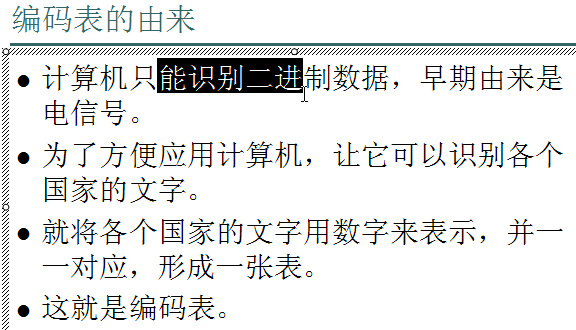 编码表的由来
● 计算机只能识别二进制数据，早期由来是
电信号。
● 为了方便应用计算机，让它可以识别各个
国家的文字。
● 就将各个国家的文字用数字来表示，并一
一对应，形成一张表。
● 这就是编码表。